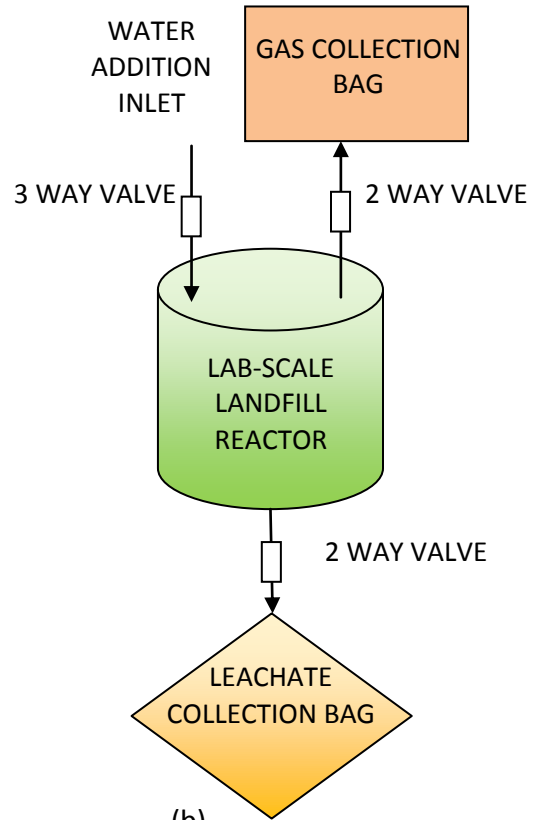 WATER
ADDITION
INLET
GAS COLLECTION
BAG
3 WAY VALVE
2 WAY VALVE
LAB-SCALE
LANDFILL
REACTOR
2 WAY VALVE
LEACHATE
COLLECTION BAG
(b)